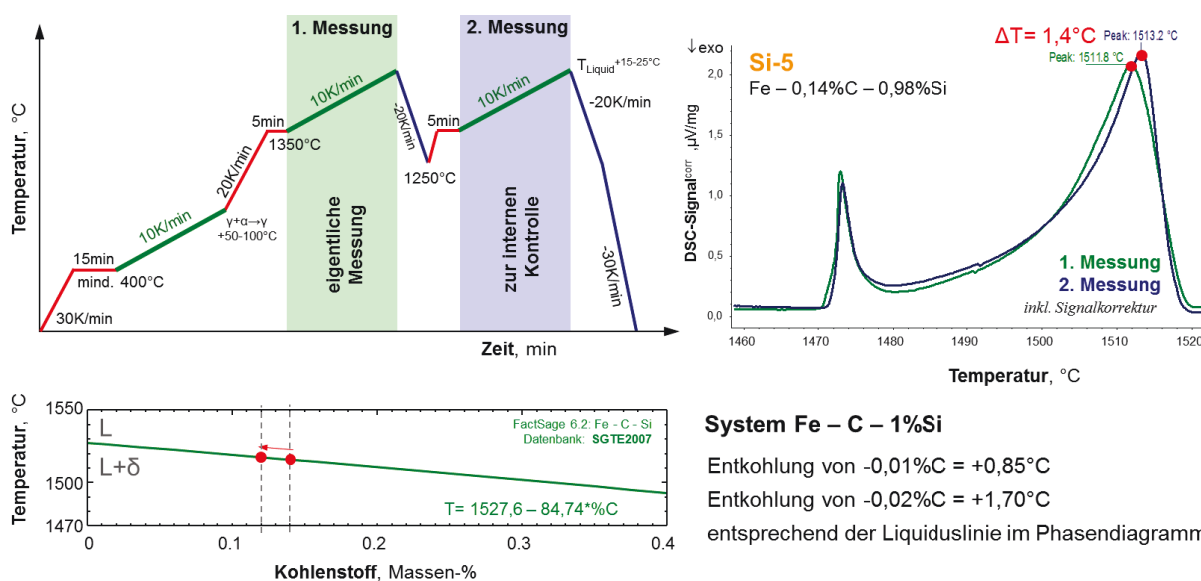 Temperatur, °C
1. Messung
2. Messung
10K/min
10K/min
T Liquid +15-25°C
-20K/min
-20K/min
5min
1350°C
5min
1250°C
20K/min
10K/min
γ+α→γ
+50-100°C
15min
mind. 400°C
30K/min
eigentliche
Messung
zur internen
Kontrolle
-30K/min
Zeit, min
↓exo
ΔT= 1,4°C
Peak: 1513.2 °C
Peak: 1511.8 °C
Si-5
Fe – 0,14%C – 0,98%Si
DSC-Signal corr, µV/mg
2,0
1,5
1,0
0,5
0,0
1. Messung
2. Messung
inkl. Signalkorrektur
1460 1470 1480 1490 1500 1510 1520
Temperatur, °C
Temperatur, °C
1550
1500
1470
L
L+δ
FactSage 6.2: Fe - C - Si
Datenbank: SGTE2007
T= 1527,6 – 84,74*%C
0 0.1 0.2 0.3 0.4
Kohlenstoff, Massen-%
System Fe – C – 1%Si
Entkohlung von -0,01%C = +0,85°C
Entkohlung von -0,02%C = +1,70°C
entsprechend der Liquiduslinie im Phasendiagramm